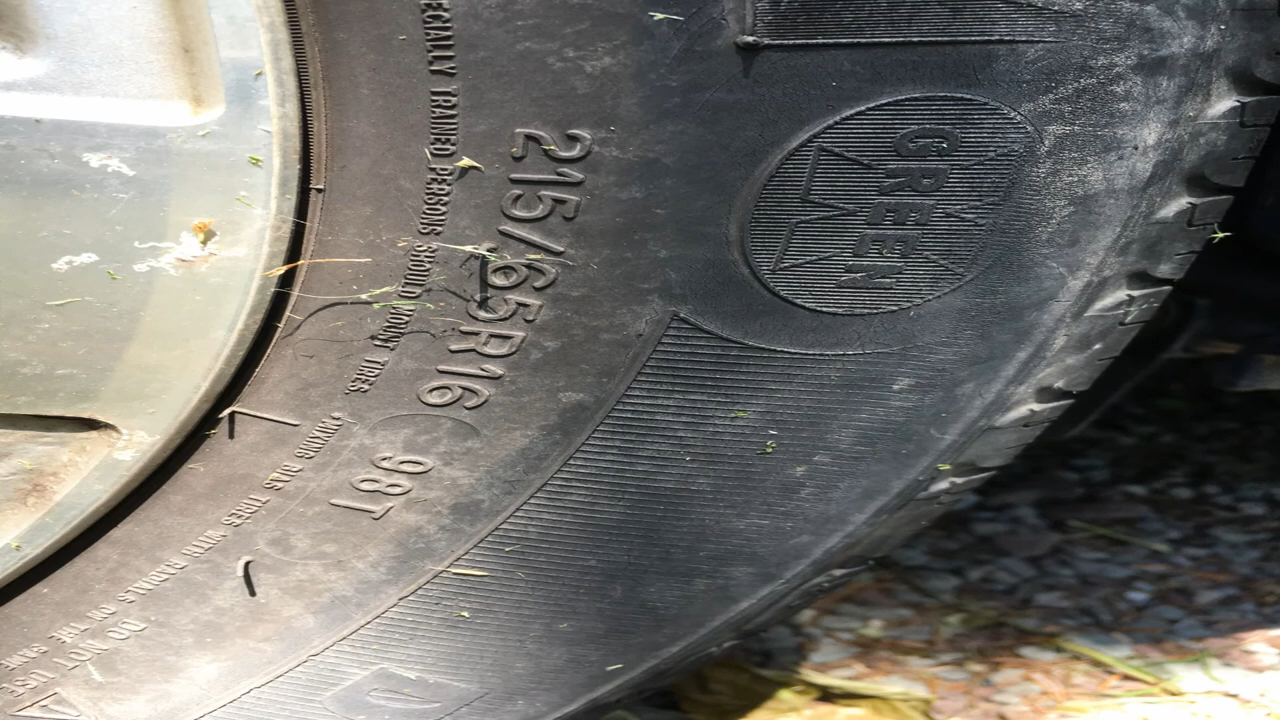 GREEN
215/65R16 98T
ECIALLY TRAINED PERSONS SHOULD MOUNT TIRES.
MIXING BIAS TIRES WITH RADIALS ON THE SAME
DO NOT USE